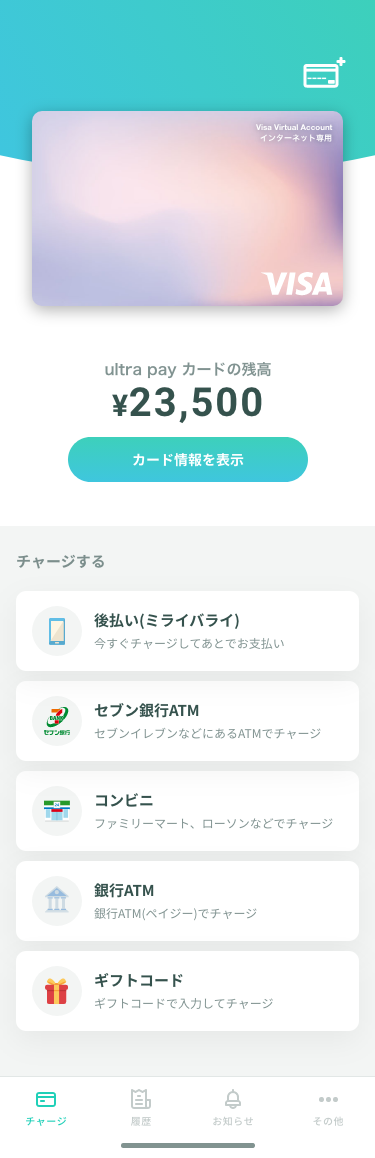 Visa Virtual Account
インターネット専用
VISA
ultra pay カードの残高
¥23,500
カード情報を表示
チャージする
後払い(ミライバライ)
今すぐチャージしてあとでお支払い
セブン銀行
セブン銀行ATM
セブンイレブンなどにあるATMでチャージ
コンビニ
ファミリーマート、ローソンなどでチャージ
銀行ATM
銀行ATM(ペイジー)でチャージ
ギフトコード
ギフトコードで入力してチャージ
チャージ
履歴
お知らせ
その他